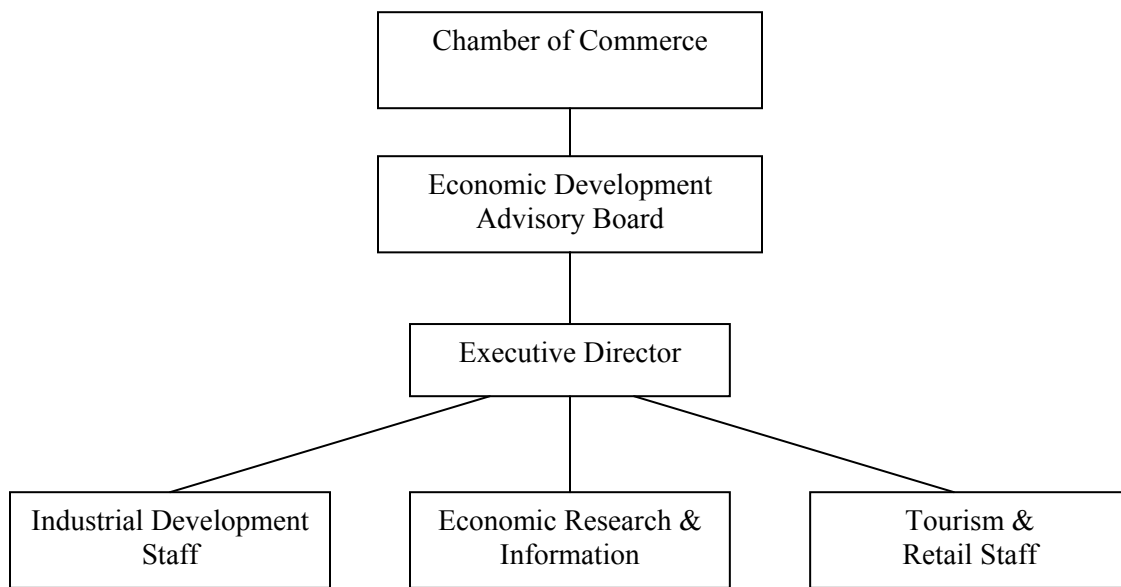 Chamber of Commerce
Economic Development
Advisory Board
Executive Director
Industrial Development
Staff
Economic Research &
Information
Tourism &
Retail Staff